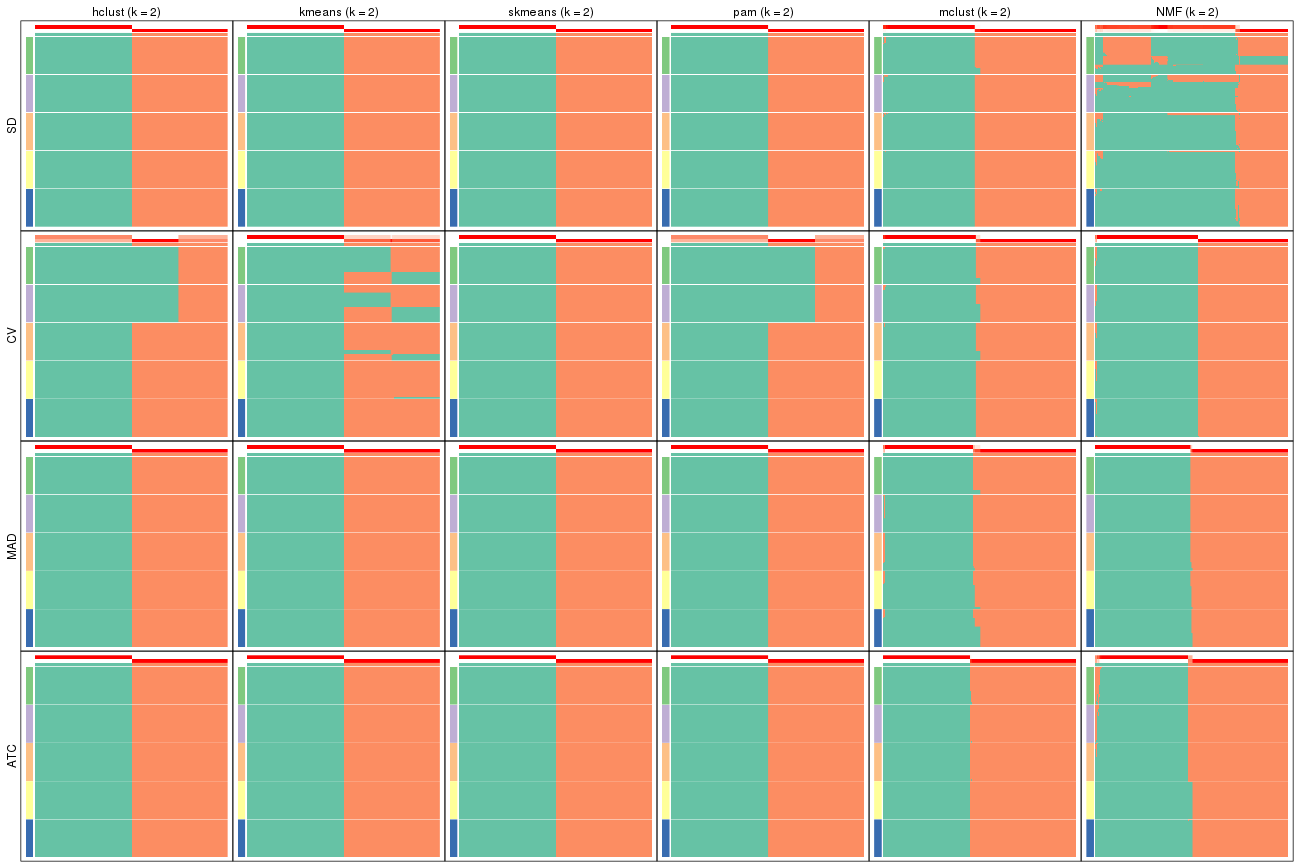 hclust (k = 2) kmeans (k = 2) skmeans (k = 2) pam (k = 2) mclust (k = 2) NMF (k = 2)
SD
CV
MAD
ATC